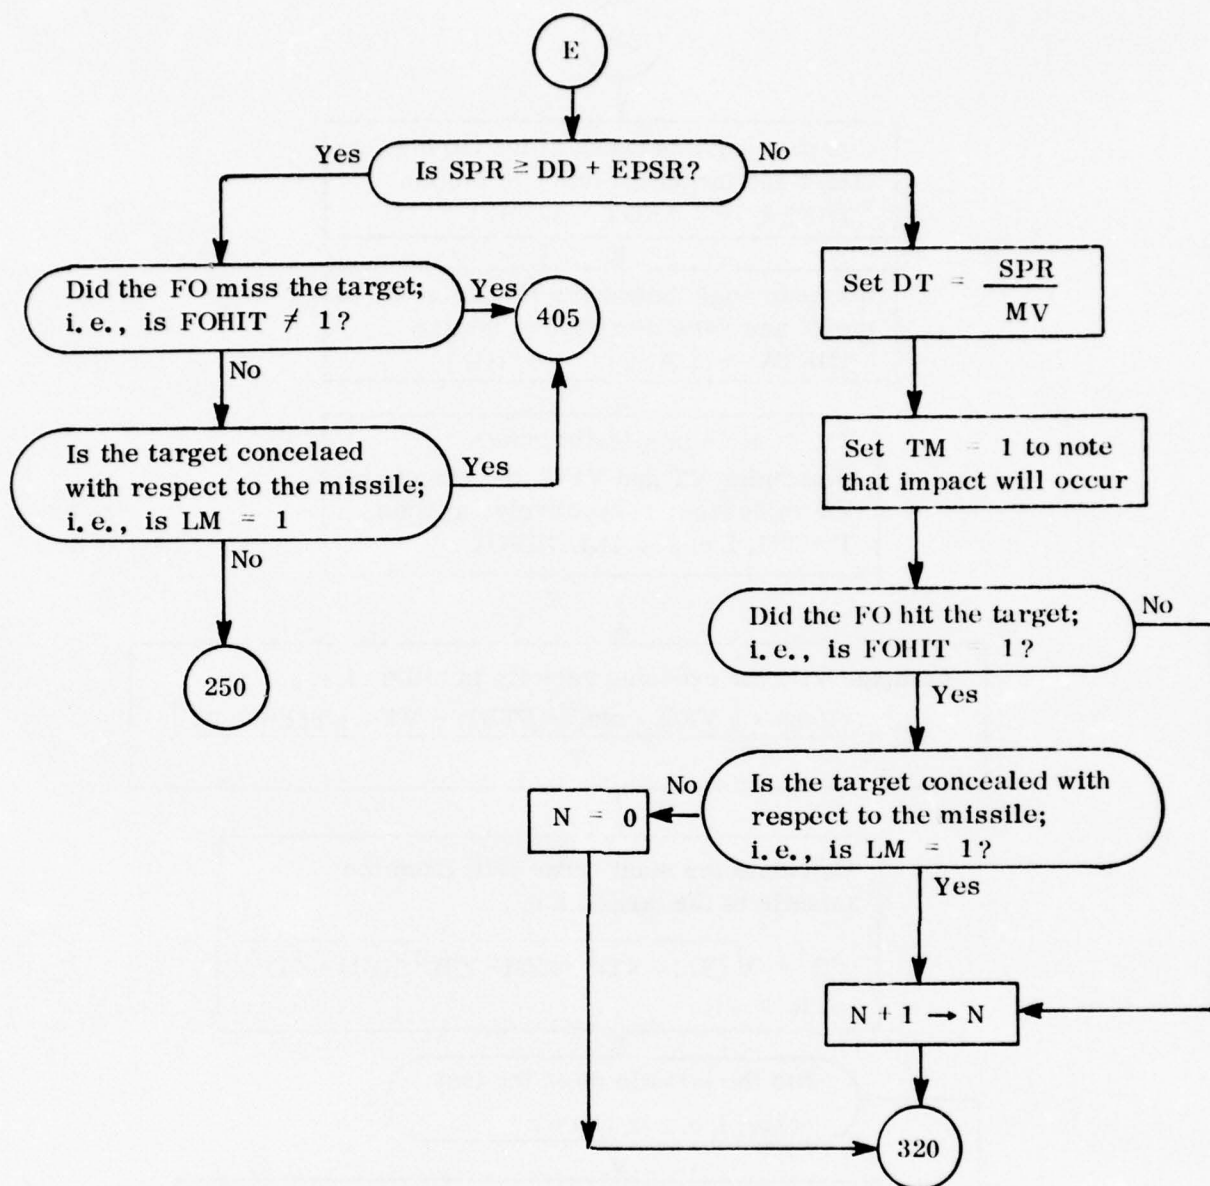 E
Yes
Is SPR ≥ DD + EPSR?
No
Did the FO miss the target;
i. e., is FOHIT ≠ 1?
Yes
405
Set DT = SPR
MV
No
Is the target concelaed
with respect to the missile;
i. e., is LM = 1
Yes
Set TM = 1 to note
that impact will occur
No
Did the FO hit the target;
i. e., is FOHIT = 1?
No
250
Yes
N = 0
No
Is the target concealed with
respect to the missile;
i. e., is LM = 1?
Yes
N + 1 → N
320